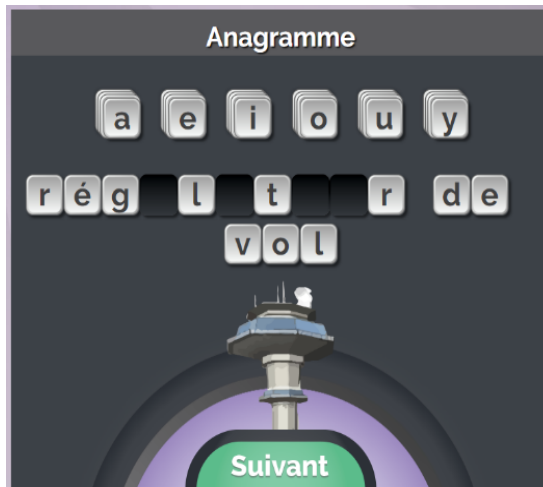 Anagramme
a e i o u y
rég l t r de
vol
Suivant